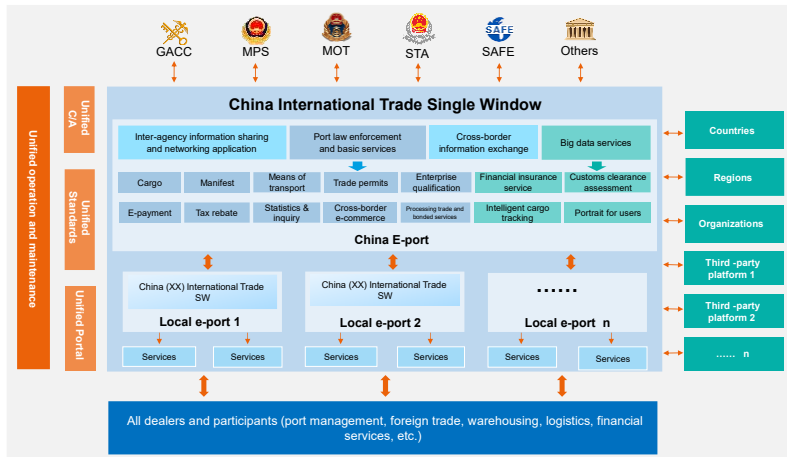 GACC
MPS
MOT
STA
SAFE
SAFE
Others
Unified operation and maintenance
Unified
C/A
Unified
Standards
Unified Portal
China International Trade Single Window
Inter-agency information sharing
and networking application
Port law enforcement
and basic services
Cross-border
information exchange
Big data services
Cargo
Manifest
Means of
transport
Trade permits
Enterprise
qualification
Financial insurance
service
Customs clearance
assessment
E-payment
Tax rebate
Statistics &
inquiry
Cross-border
e-commerce
Processing trade and
bonded services
Intelligent cargo
tracking
Portrait for users
China E-port
China (XX) International Trade
SW
Local e-port 1
China (XX) International Trade
SW
Local e-port 2
……
Local e-port n
Services
Services
Services
Services
Services
Services
Countries
Regions
Organizations
Third -party
platform 1
Third -party
platform 2
…… n
All dealers and participants (port management, foreign trade, warehousing, logistics, financial
services, etc.)